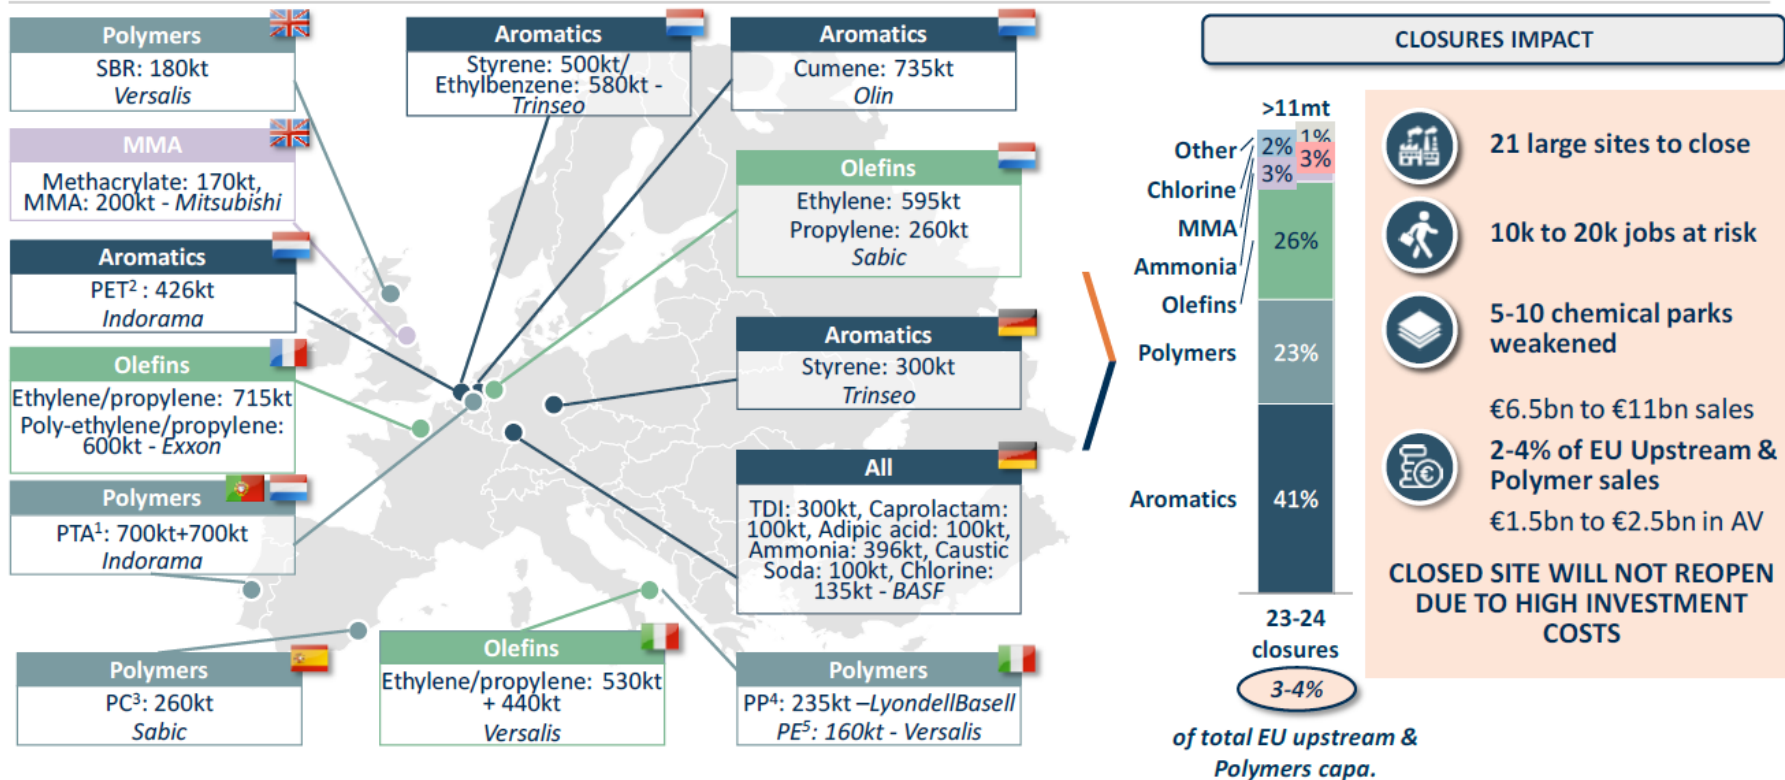 Polymers
SBR: 180kt
Versalis
MMA
Methacrylate: 170kt,
MMA: 200kt - Mitsubishi
Aromatics
PET² : 426kt
Indorama
Olefins
Ethylene/propylene: 715kt
Poly-ethylene/propylene:
600kt - Exxon
Polymers
PTA¹: 700kt+700kt
Indorama
Polymers
PC³: 260kt
Sabic
Aromatics
Styrene: 500kt/
Ethylbenzene: 580kt -
Trinseo
Aromatics
Cumene: 735kt
Olin
Olefins
Ethylene: 595kt
Propylene: 260kt
Sabic
Aromatics
Styrene: 300kt
Trinseo
All
TDI: 300kt, Caprolactam:
100kt, Adipic acid: 100kt,
Ammonia: 396kt, Caustic
Soda: 100kt, Chlorine:
135kt - BASF
Olefins
Ethylene/propylene: 530kt
+ 440kt
Versalis
Polymers
PP⁴: 235kt –LyondellBasell
PE⁵: 160kt - Versalis
CLOSURES IMPACT
>11mt
Other
Chlorine
MMA
Ammonia
Olefins
Polymers
Aromatics
2% 1%
3%
3%
26%
23%
41%
23-24
closures
3-4%
of total EU upstream &
Polymers capa.
21 large sites to close
10k to 20k jobs at risk
5-10 chemical parks
weakened
€6.5bn to €11bn sales
2-4% of EU Upstream &
Polymer sales
€1.5bn to €2.5bn in AV
CLOSED SITE WILL NOT REOPEN
DUE TO HIGH INVESTMENT
COSTS